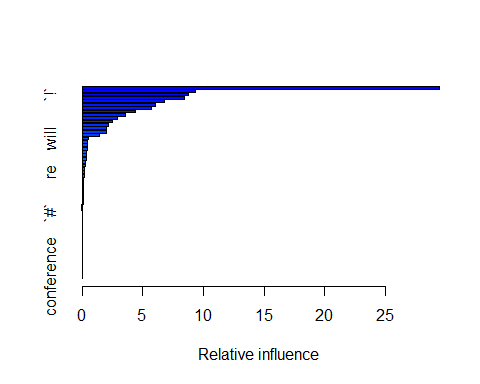 `i`
will
re
`#`
conference
0 5 10 15 20 25
Relative influence